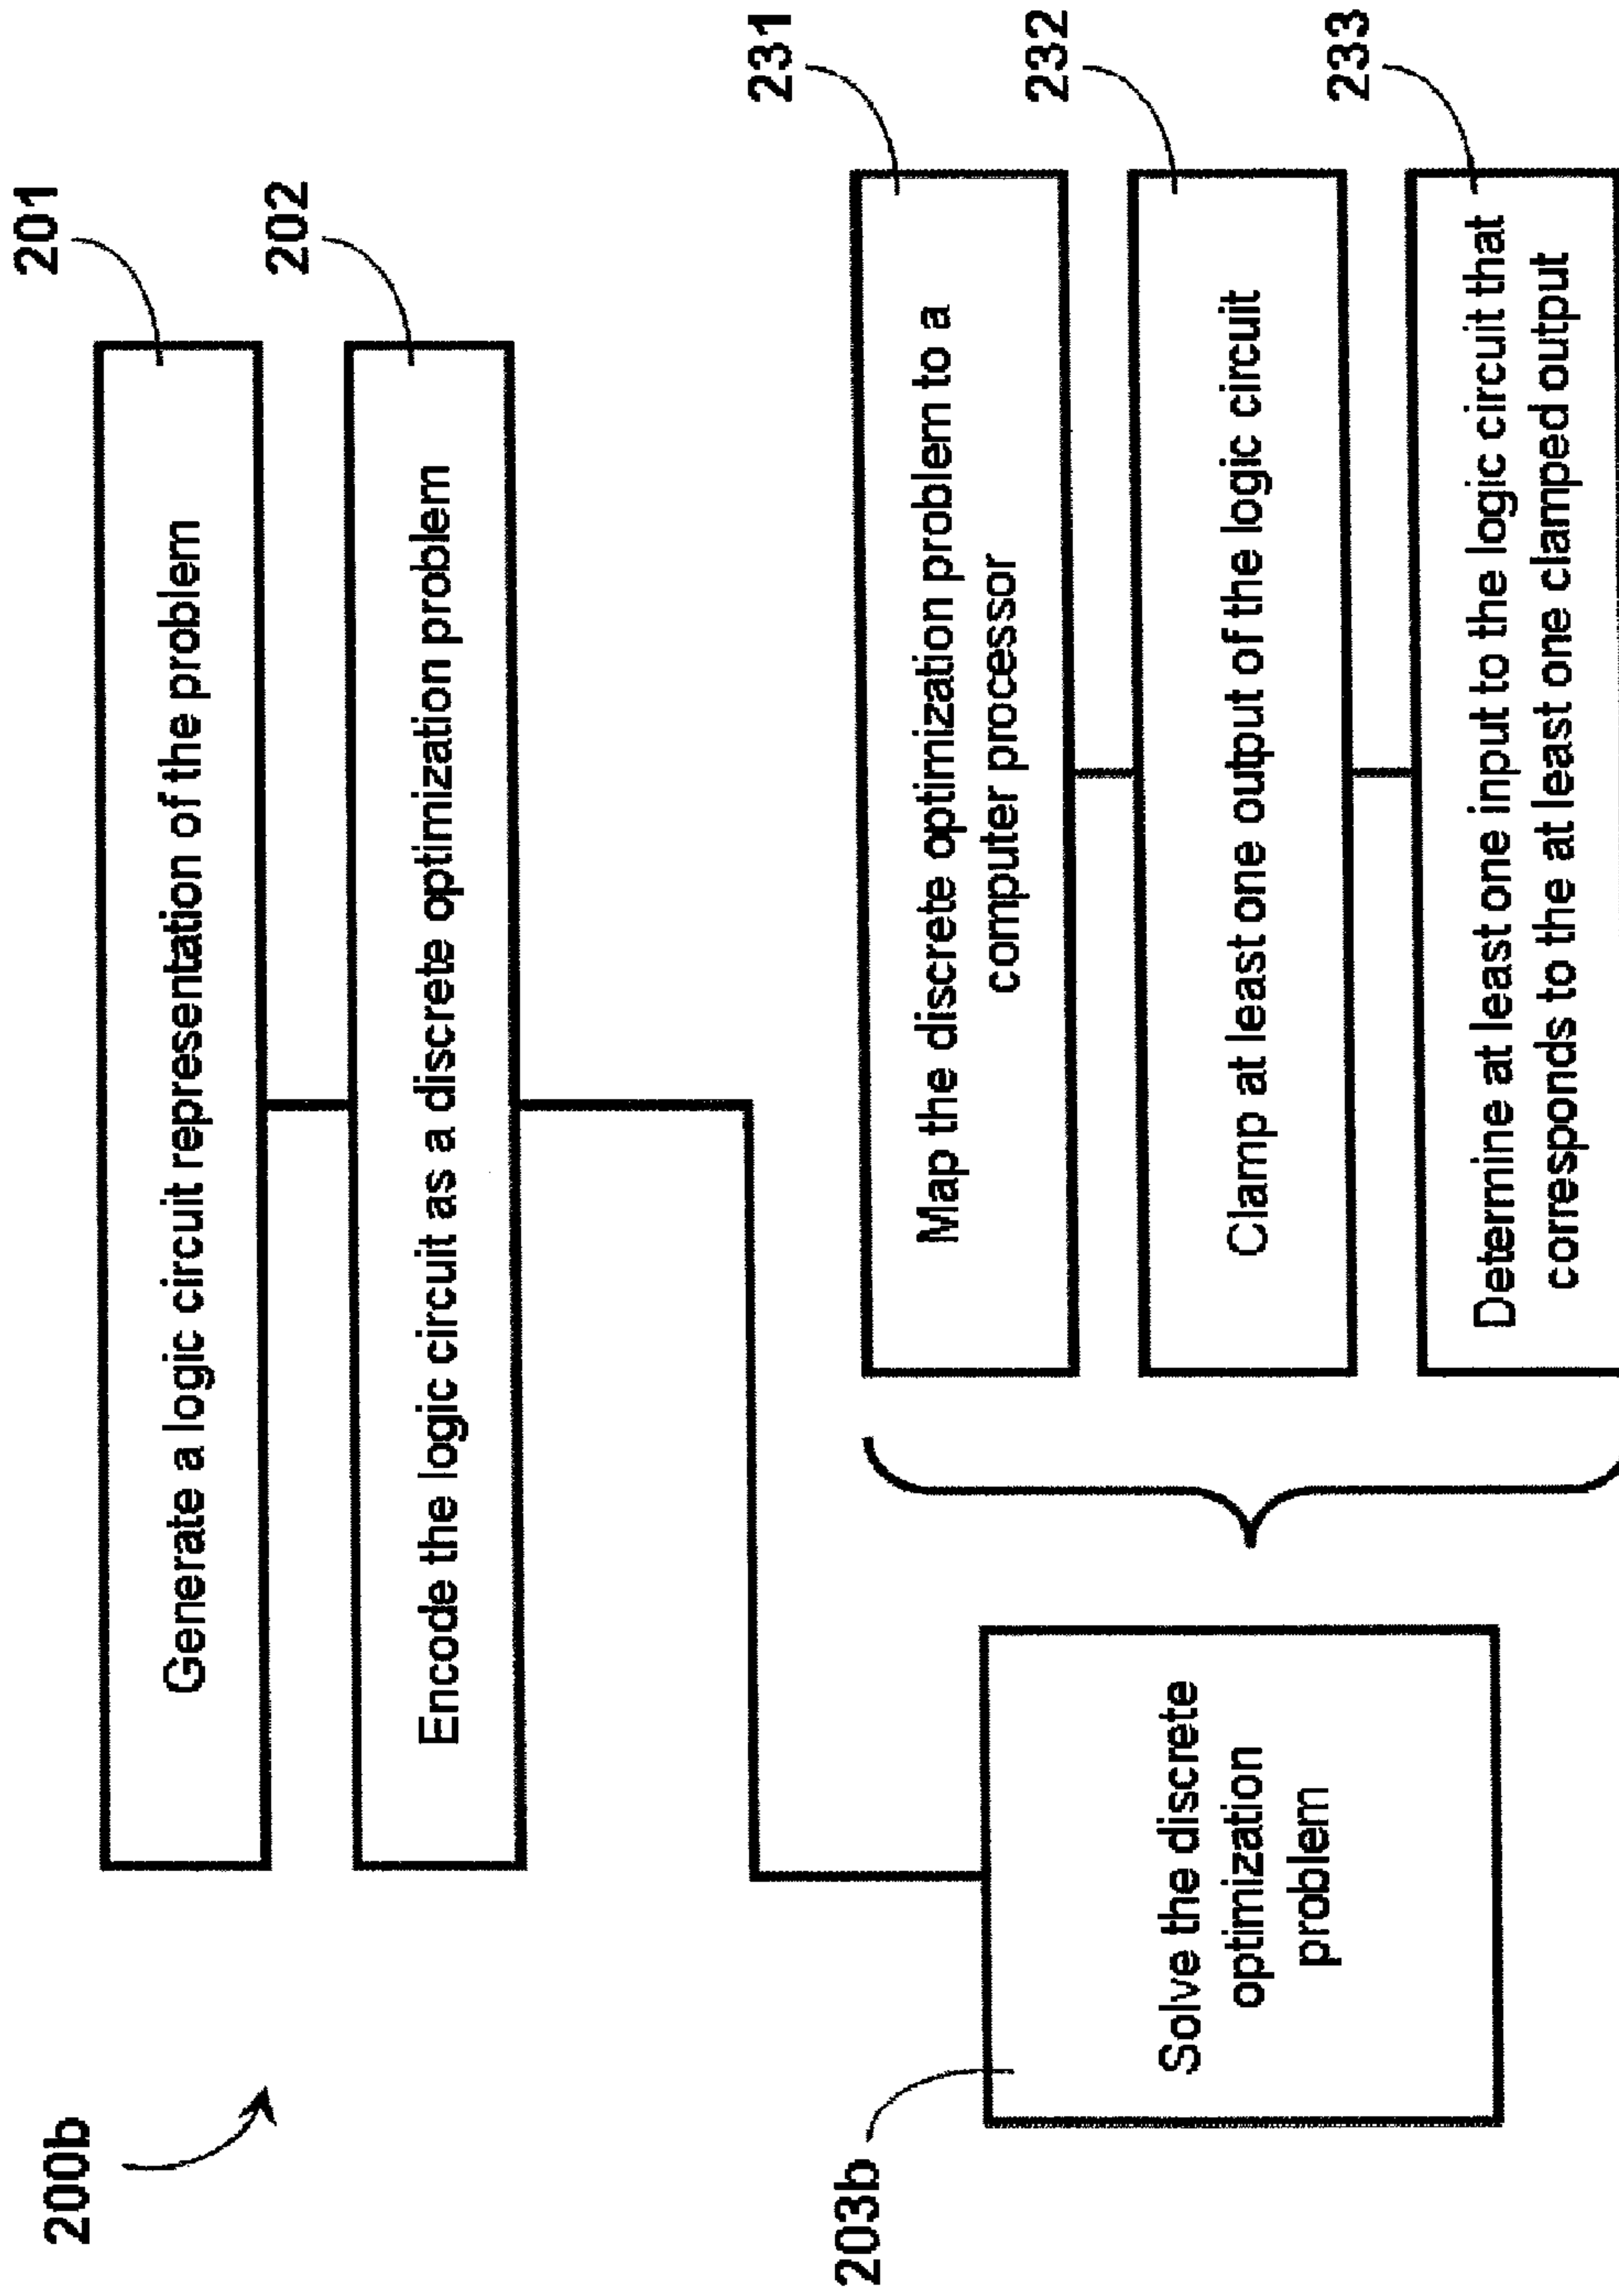 200b
201
Generate a logic circuit representation of the problem
202
Encode the logic circuit as a discrete optimization problem
203b
Solve the discrete
optimization
problem
231
Map the discrete optimization problem to a
computer processor
232
Clamp at least one output of the logic circuit
233
Determine at least one input to the logic circuit that
corresponds to the at least one clamped output